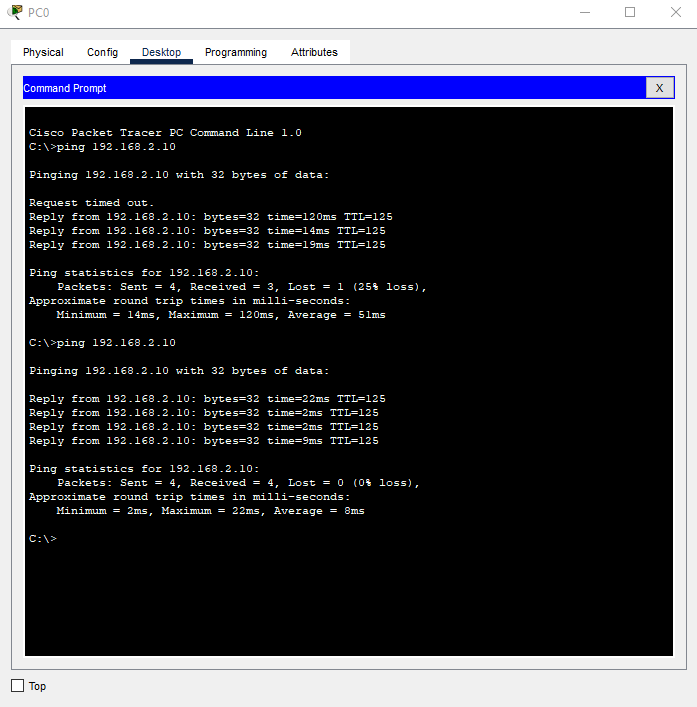 PC0
Physical Config Desktop Programming Attributes
Command Prompt X
Cisco Packet Tracer PC Command Line 1.0
C:\>ping 192.168.2.10
Pinging 192.168.2.10 with 32 bytes of data:
Request timed out.
Reply from 192.168.2.10: bytes=32 time=120ms TTL=125
Reply from 192.168.2.10: bytes=32 time=14ms TTL=125
Reply from 192.168.2.10: bytes=32 time=19ms TTL=125
Ping statistics for 192.168.2.10:
    Packets: Sent = 4, Received = 3, Lost = 1 (25% loss),
Approximate round trip times in milli-seconds:
    Minimum = 14ms, Maximum = 120ms, Average = 51ms
C:\>ping 192.168.2.10
Pinging 192.168.2.10 with 32 bytes of data:
Reply from 192.168.2.10: bytes=32 time=22ms TTL=125
Reply from 192.168.2.10: bytes=32 time=2ms TTL=125
Reply from 192.168.2.10: bytes=32 time=2ms TTL=125
Reply from 192.168.2.10: bytes=32 time=9ms TTL=125
Ping statistics for 192.168.2.10:
    Packets: Sent = 4, Received = 4, Lost = 0 (0% loss),
Approximate round trip times in milli-seconds:
    Minimum = 2ms, Maximum = 22ms, Average = 8ms
C:\>
Top